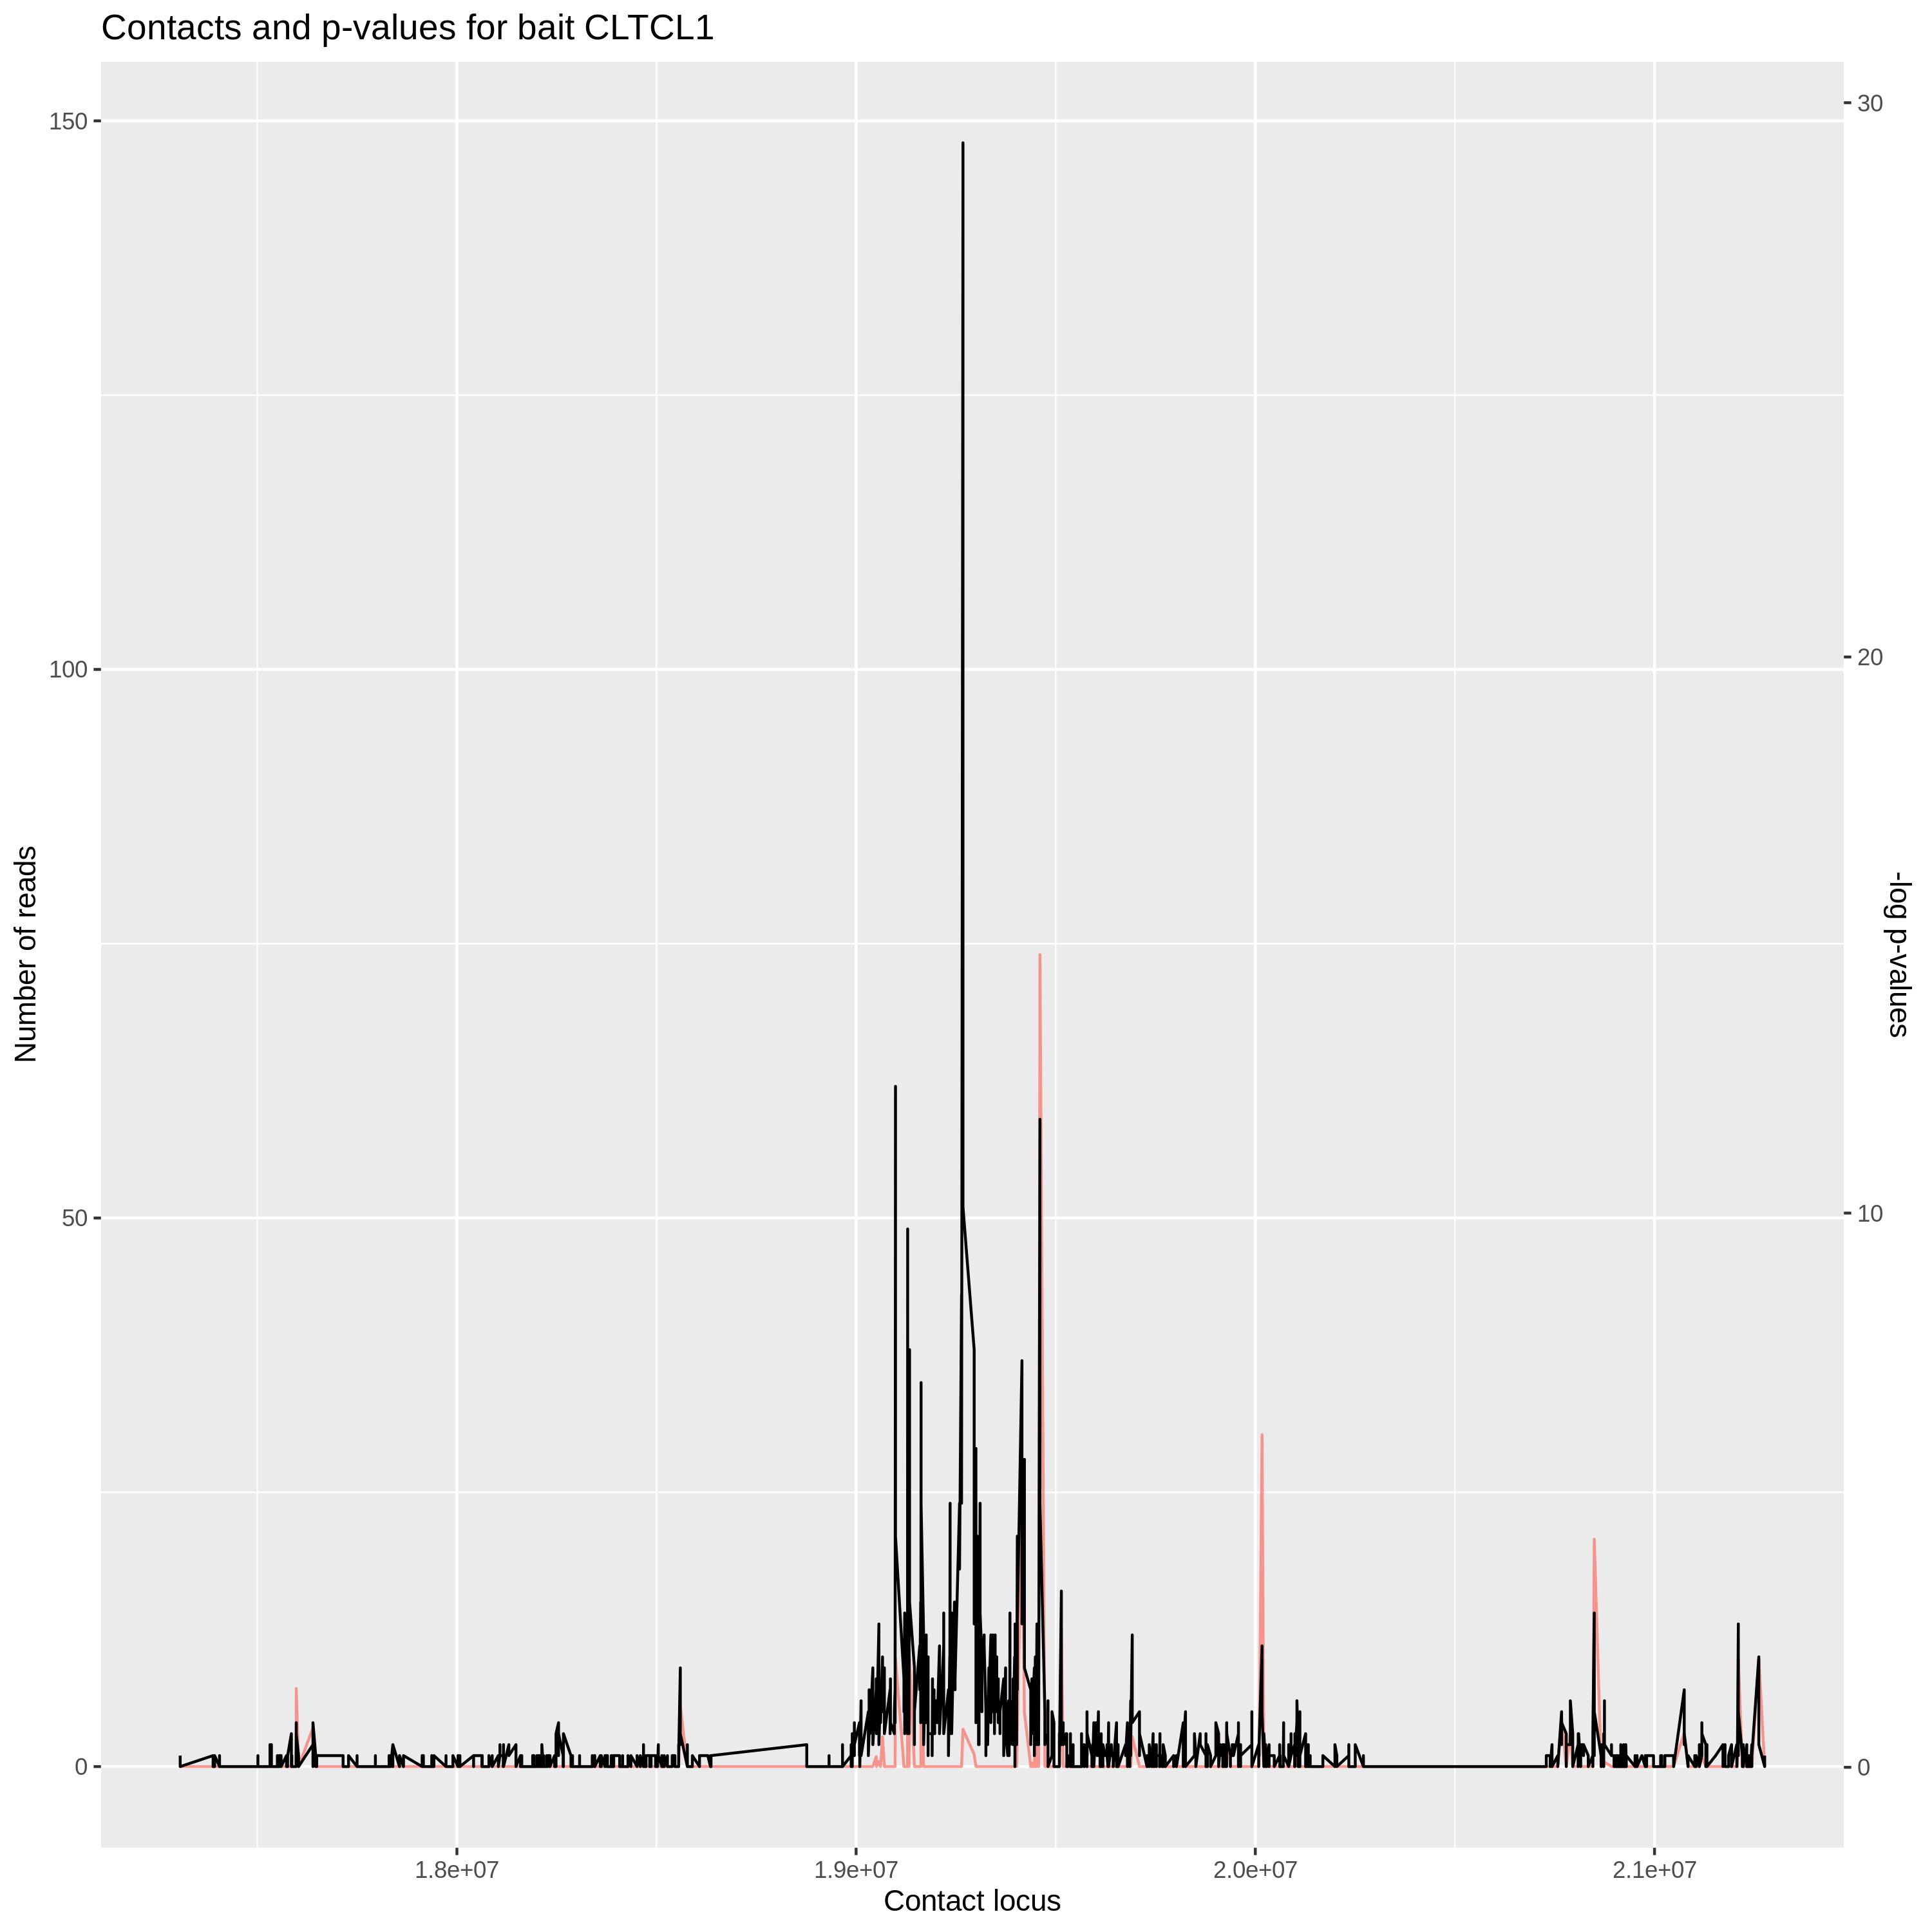 Contacts and p-values for bait CLTCL1
150
100
50
0
Number of reads
30
20
10
0
-log p-values
1.8e+07
1.9e+07
2.0e+07
2.1e+07
Contact locus